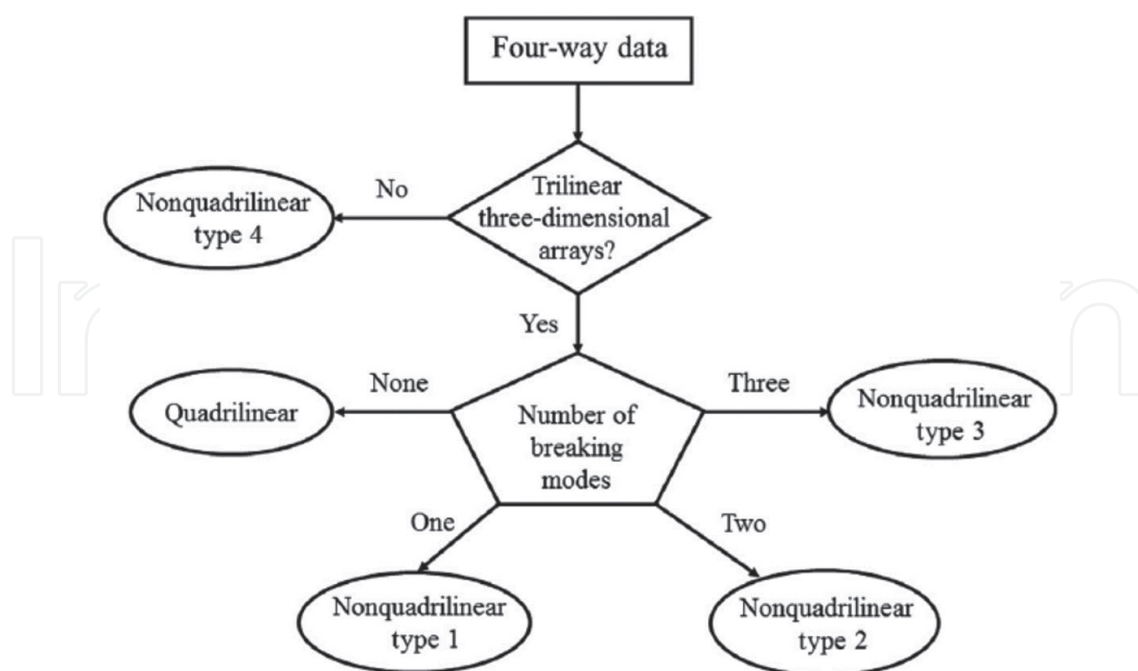 Four-way data
Trilinear
three-dimensional
arrays?
No
Nonquadrilinear
type 4
Yes
Number of
breaking
modes
None
Quadrilinear
Three
Nonquadrilinear
type 3
One
Nonquadrilinear
type 1
Two
Nonquadrilinear
type 2